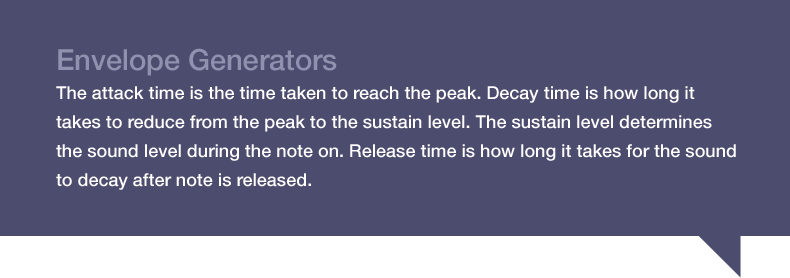 Envelope Generators
The attack time is the time taken to reach the peak. Decay time is how long it
takes to reduce from the peak to the sustain level. The sustain level determines
the sound level during the note on. Release time is how long it takes for the sound
to decay after note is released.